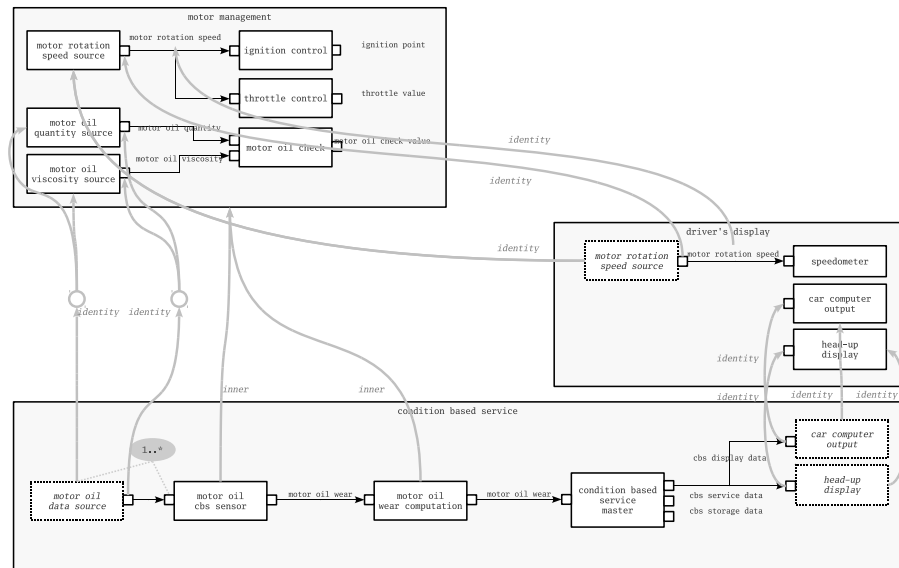 motor management
motor rotation speed source
motor rotation speed
ignition control
ignition point
throttle control
throttle value
motor oil quantity source
motor oil quantity
motor oil check
motor oil check value
motor oil viscosity source
motor oil viscosity
identity
identity
identity
driver's display
motor rotation speed source
motor rotation speed
speedometer
car computer output
head-up display
identity
identity
identity
identity
identity
identity
inner
inner
condition based service
1..*
motor oil data source
motor oil cbs sensor
motor oil wear
motor oil wear computation
motor oil wear
condition based service master
cbs display data
cbs service data
cbs storage data
car computer output
head-up display